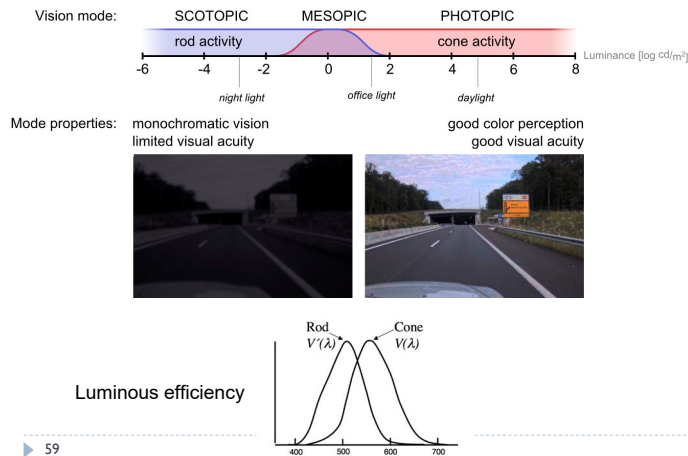 Vision mode: SCOTOPIC MESOPIC PHOTOPIC
rod activity cone activity
Luminance [log cd/m²]
-6 -4 -2 0 2 4 6 8
night light office light daylight
Mode properties: monochromatic vision good color perception
limited visual acuity good visual acuity
Rod Cone
V´(λ) V(λ)
Luminous efficiency
59
400 500 600 700